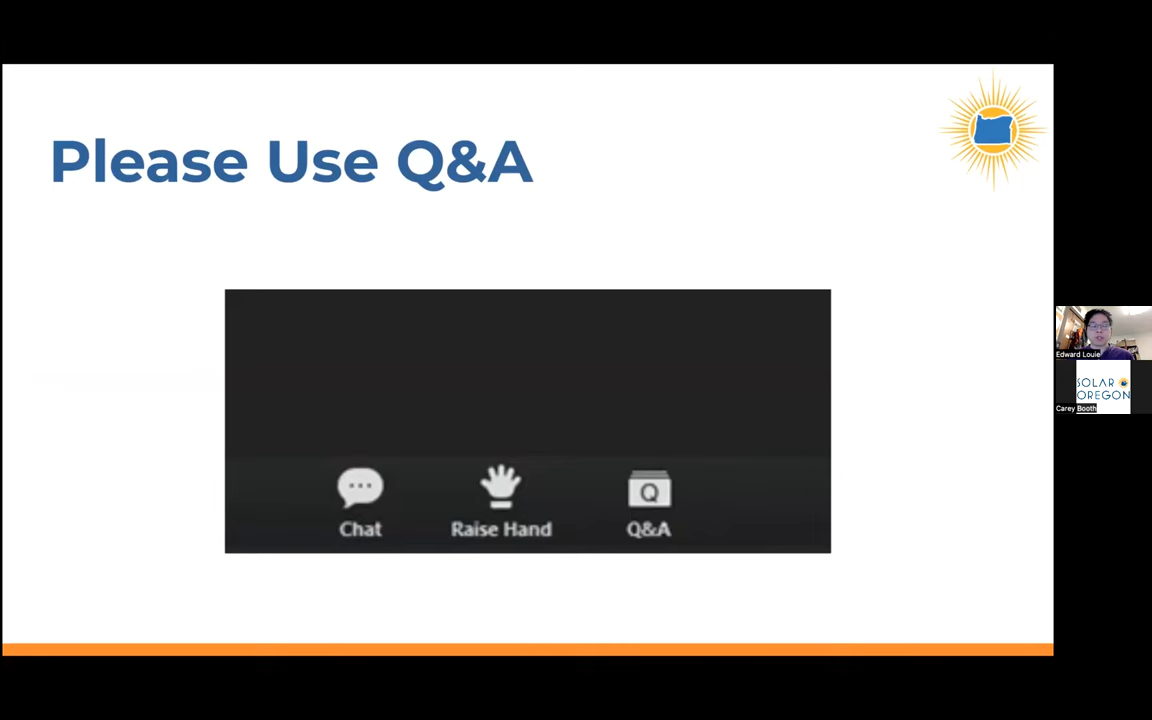 Please Use Q&A
Chat
Raise Hand
Q
Q&A
Edward Louie
SOLAR
OREGON
Carey Booth